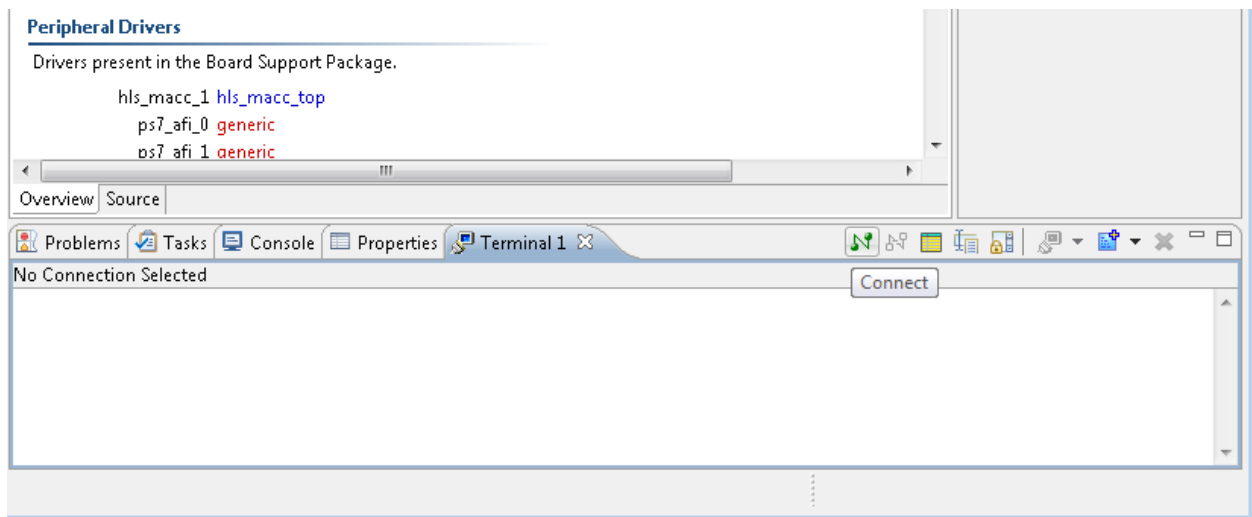 Peripheral Drivers
Drivers present in the Board Support Package.
hls_macc_1 hls_macc_top
ps7_afi_0 generic
ps7_afi_1 generic
Overview Source
Problems Tasks Console Properties Terminal 1
No Connection Selected
Connect